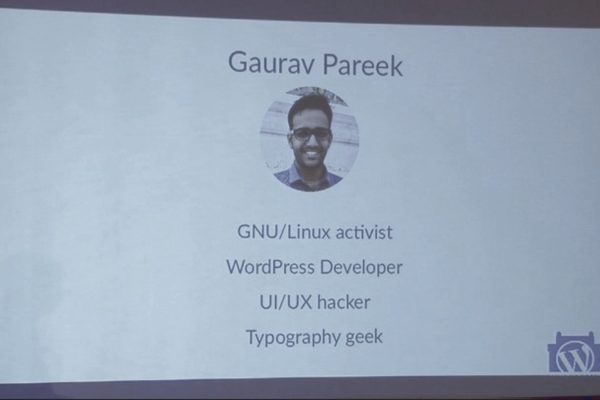 Gaurav Pareek
GNU/Linux activist
WordPress Developer
UI/UX hacker
Typography geek